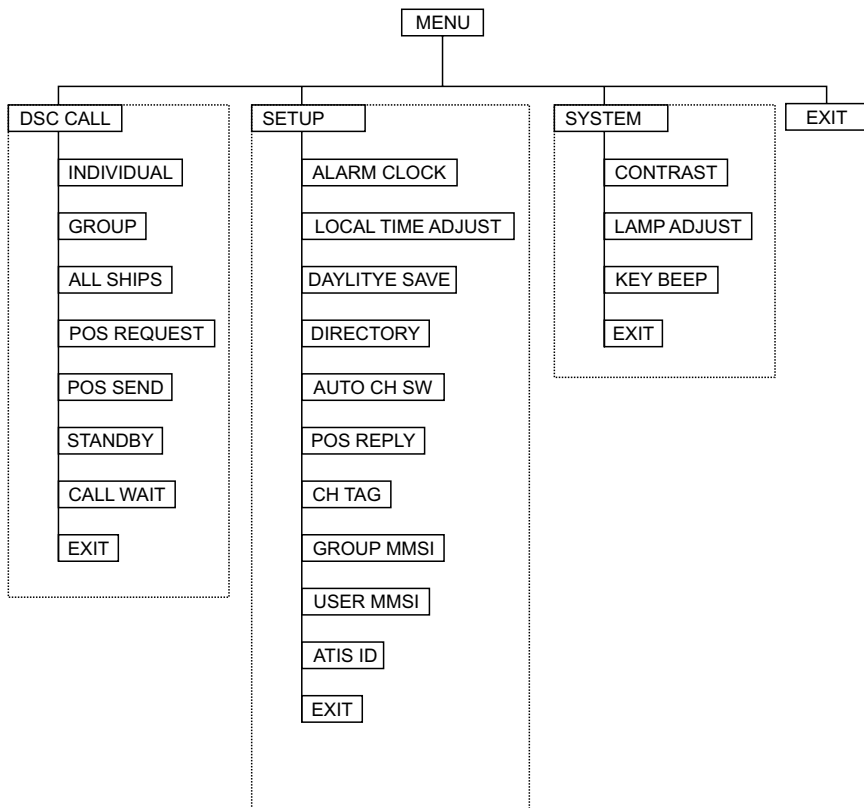 MENU
DSC CALL
INDIVIDUAL
GROUP
ALL SHIPS
POS REQUEST
POS SEND
STANDBY
CALL WAIT
EXIT
SETUP
ALARM CLOCK
LOCAL TIME ADJUST
DAYLITYE SAVE
DIRECTORY
AUTO CH SW
POS REPLY
CH TAG
GROUP MMSI
USER MMSI
ATIS ID
EXIT
SYSTEM
CONTRAST
LAMP ADJUST
KEY BEEP
EXIT
EXIT